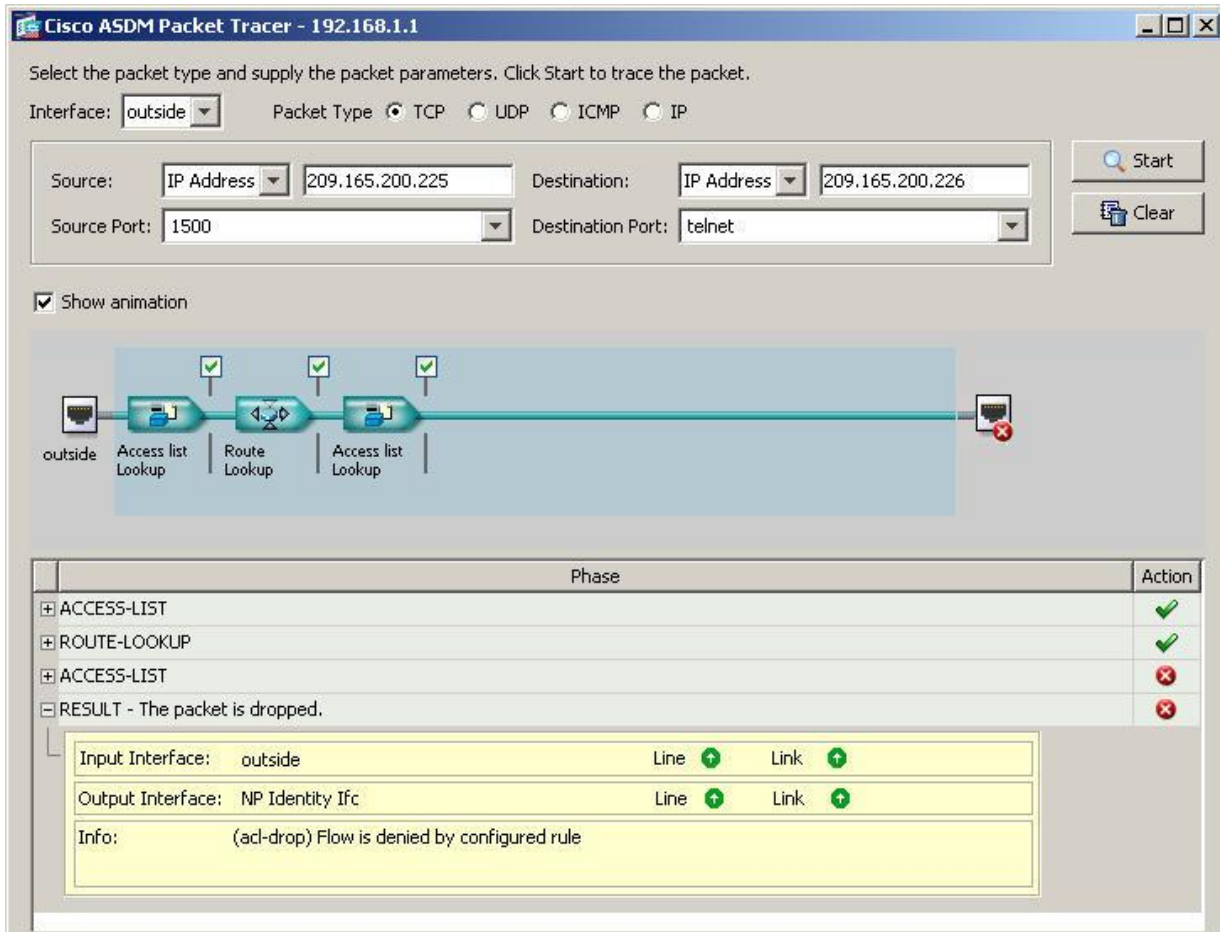 Cisco ASDM Packet Tracer - 192.168.1.1
Select the packet type and supply the packet parameters. Click Start to trace the packet.
Interface: outside Packet Type TCP UDP ICMP IP
Source: IP Address 209.165.200.225 Destination: IP Address 209.165.200.226
Start
Source Port: 1500 Destination Port: telnet
Clear
Show animation
outside
Access list
Lookup
Route
Lookup
Access list
Lookup
Phase Action
ACCESS-LIST
ROUTE-LOOKUP
ACCESS-LIST
RESULT - The packet is dropped.
Input Interface: outside Line Link
Output Interface: NP Identity Ifc Line Link
Info: (acl-drop) Flow is denied by configured rule